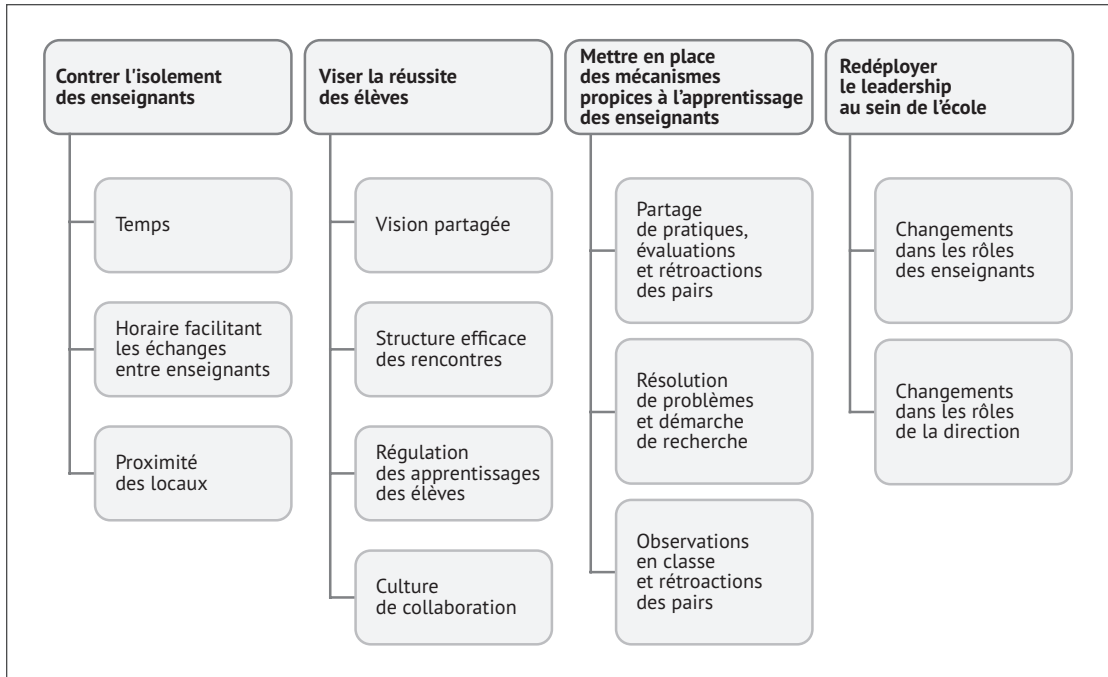 Contrer l'isolement
des enseignants
Temps
Horaire facilitant
les échanges
entre enseignants
Proximité
des locaux
Viser la réussite
des élèves
Vision partagée
Structure efficace
des rencontres
Régulation
des apprentissages
des élèves
Culture
de collaboration
Mettre en place
des mécanismes
propices à l’apprentissage
des enseignants
Partage
de pratiques,
évaluations
et rétroactions
des pairs
Résolution
de problèmes
et démarche
de recherche
Observations
en classe
et rétroactions
des pairs
Redéployer
le leadership
au sein de l’école
Changements
dans les rôles
des enseignants
Changements
dans les rôles
de la direction